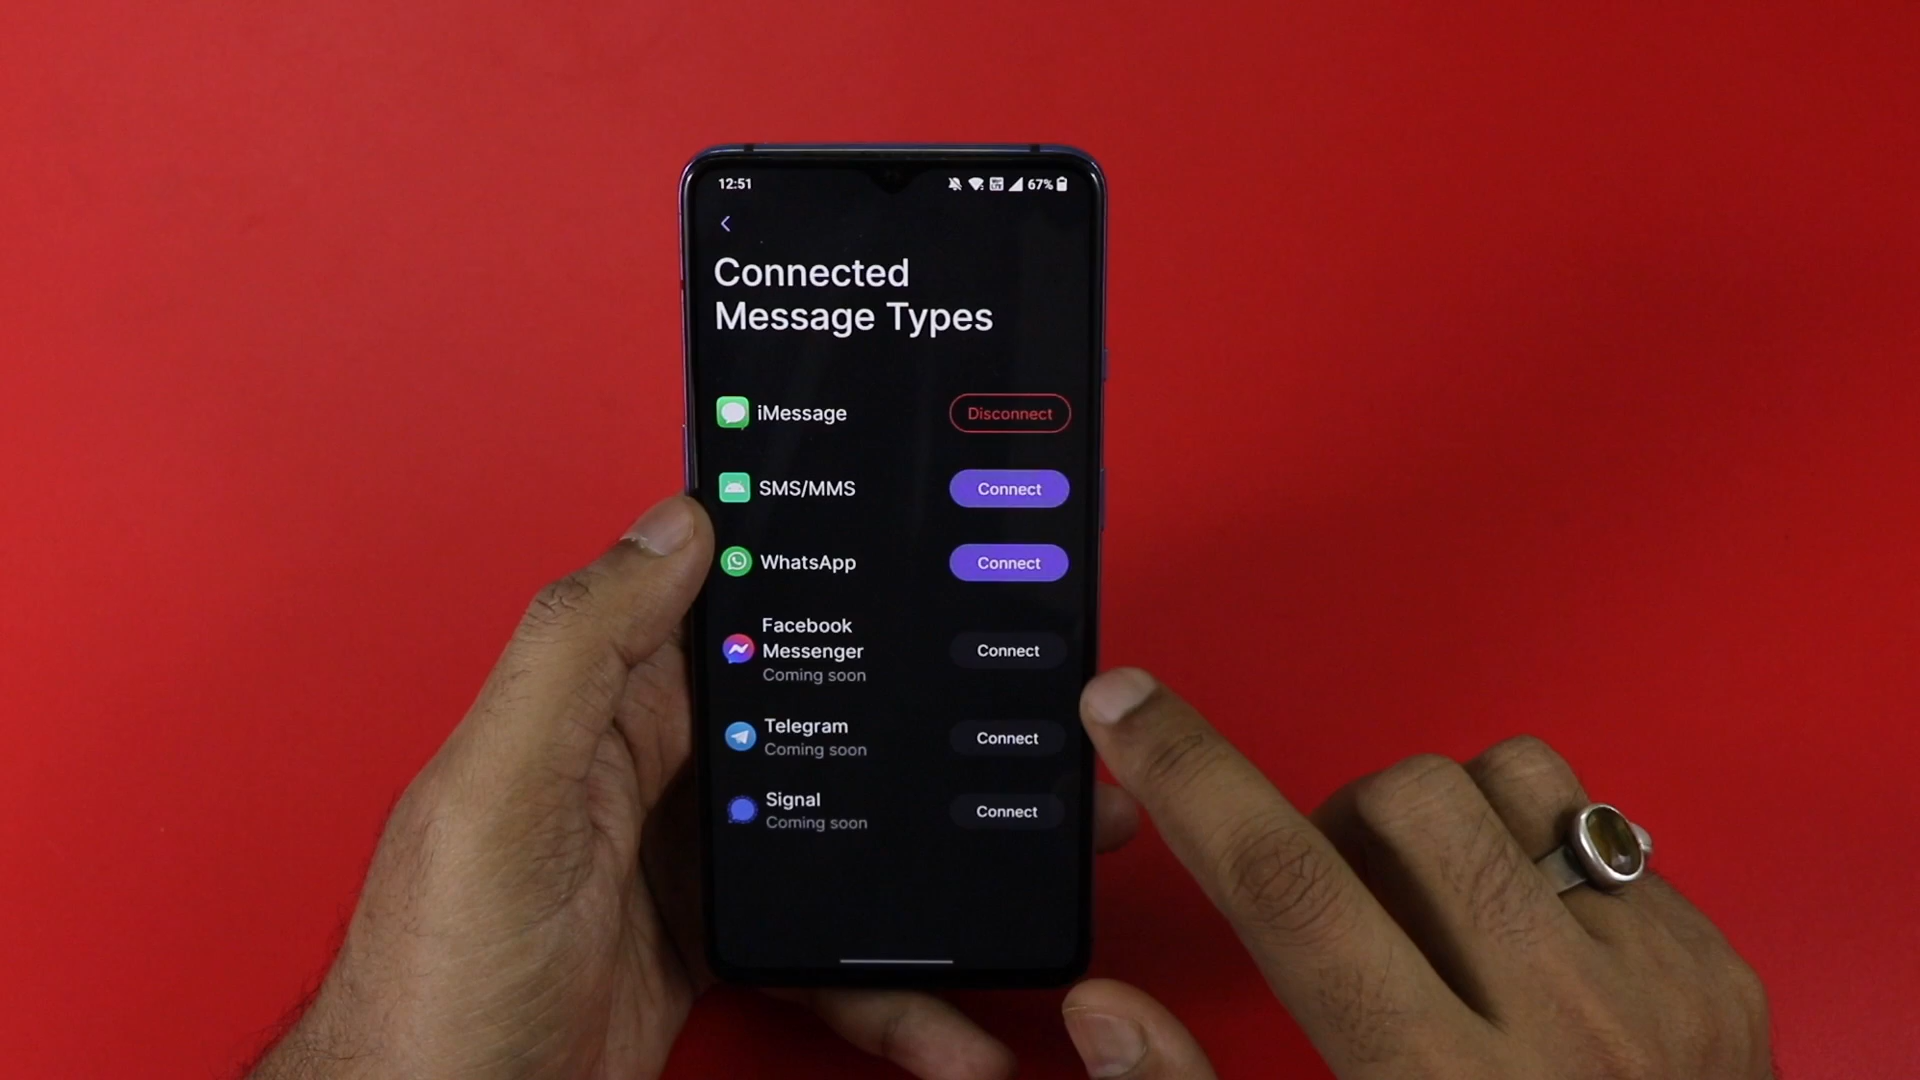 12:51
67%
Connected
Message Types
iMessage
Disconnect
SMS/MMS
Connect
WhatsApp
Connect
Facebook
Messenger
Coming soon
Connect
Telegram
Coming soon
Connect
Signal
Coming soon
Connect